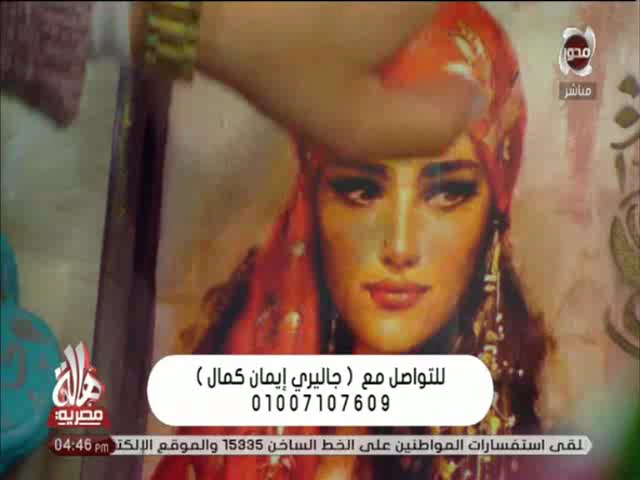 محور
مباشر
للتواصل مع ( جاليري إيمان كمال )
01007107609
هالة
مصرية
04:46 PM
لقى استفسارات المواطنين على الخط الساخن 15335 والموقع الإلكت